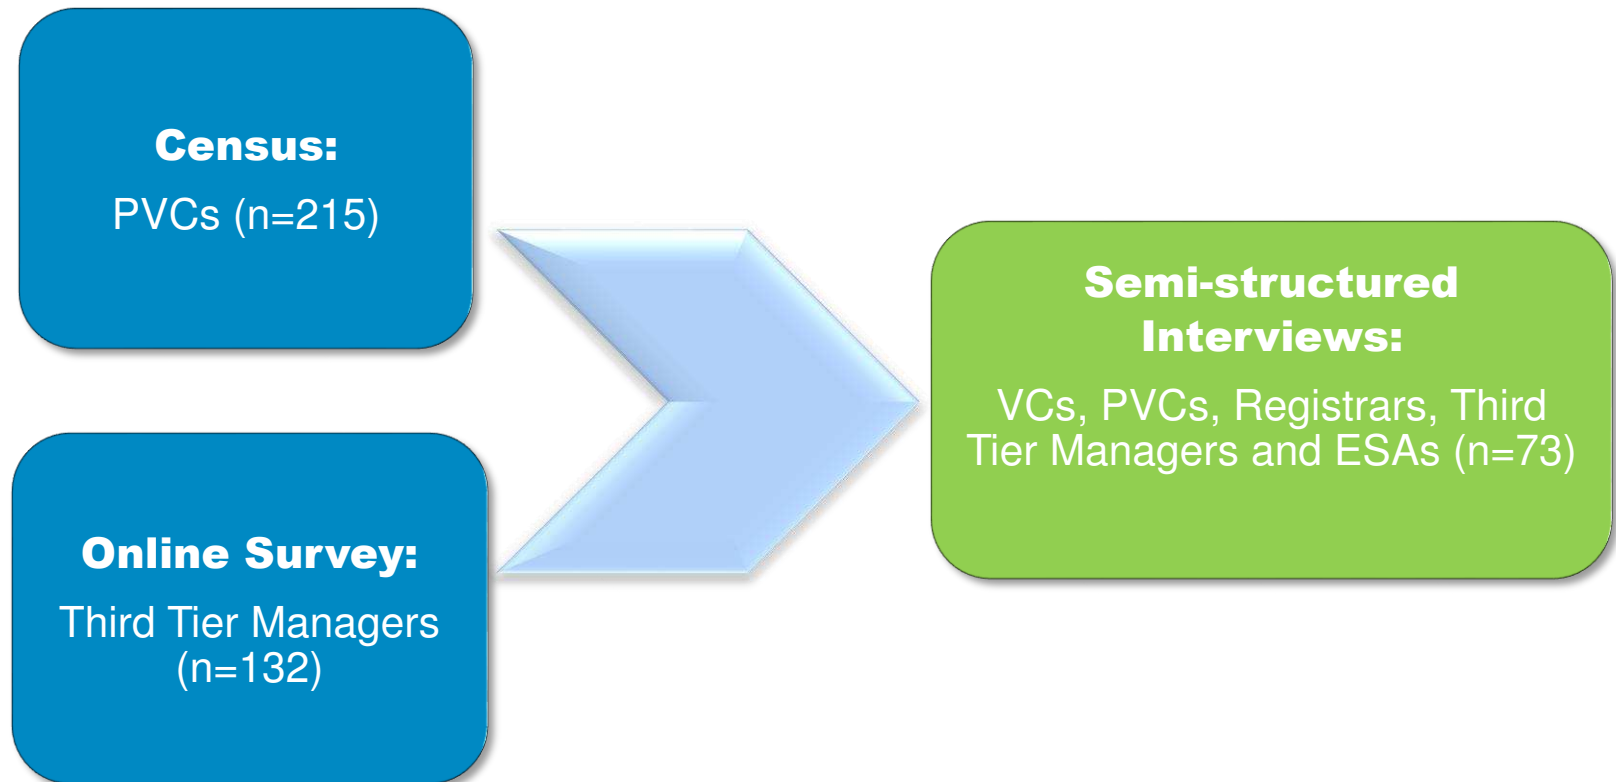 Census:
PVCs (n=215)
Online Survey:
Third Tier Managers
(n=132)
Semi-structured
Interviews:
VCs, PVCs, Registrars, Third
Tier Managers and ESAs (n=73)